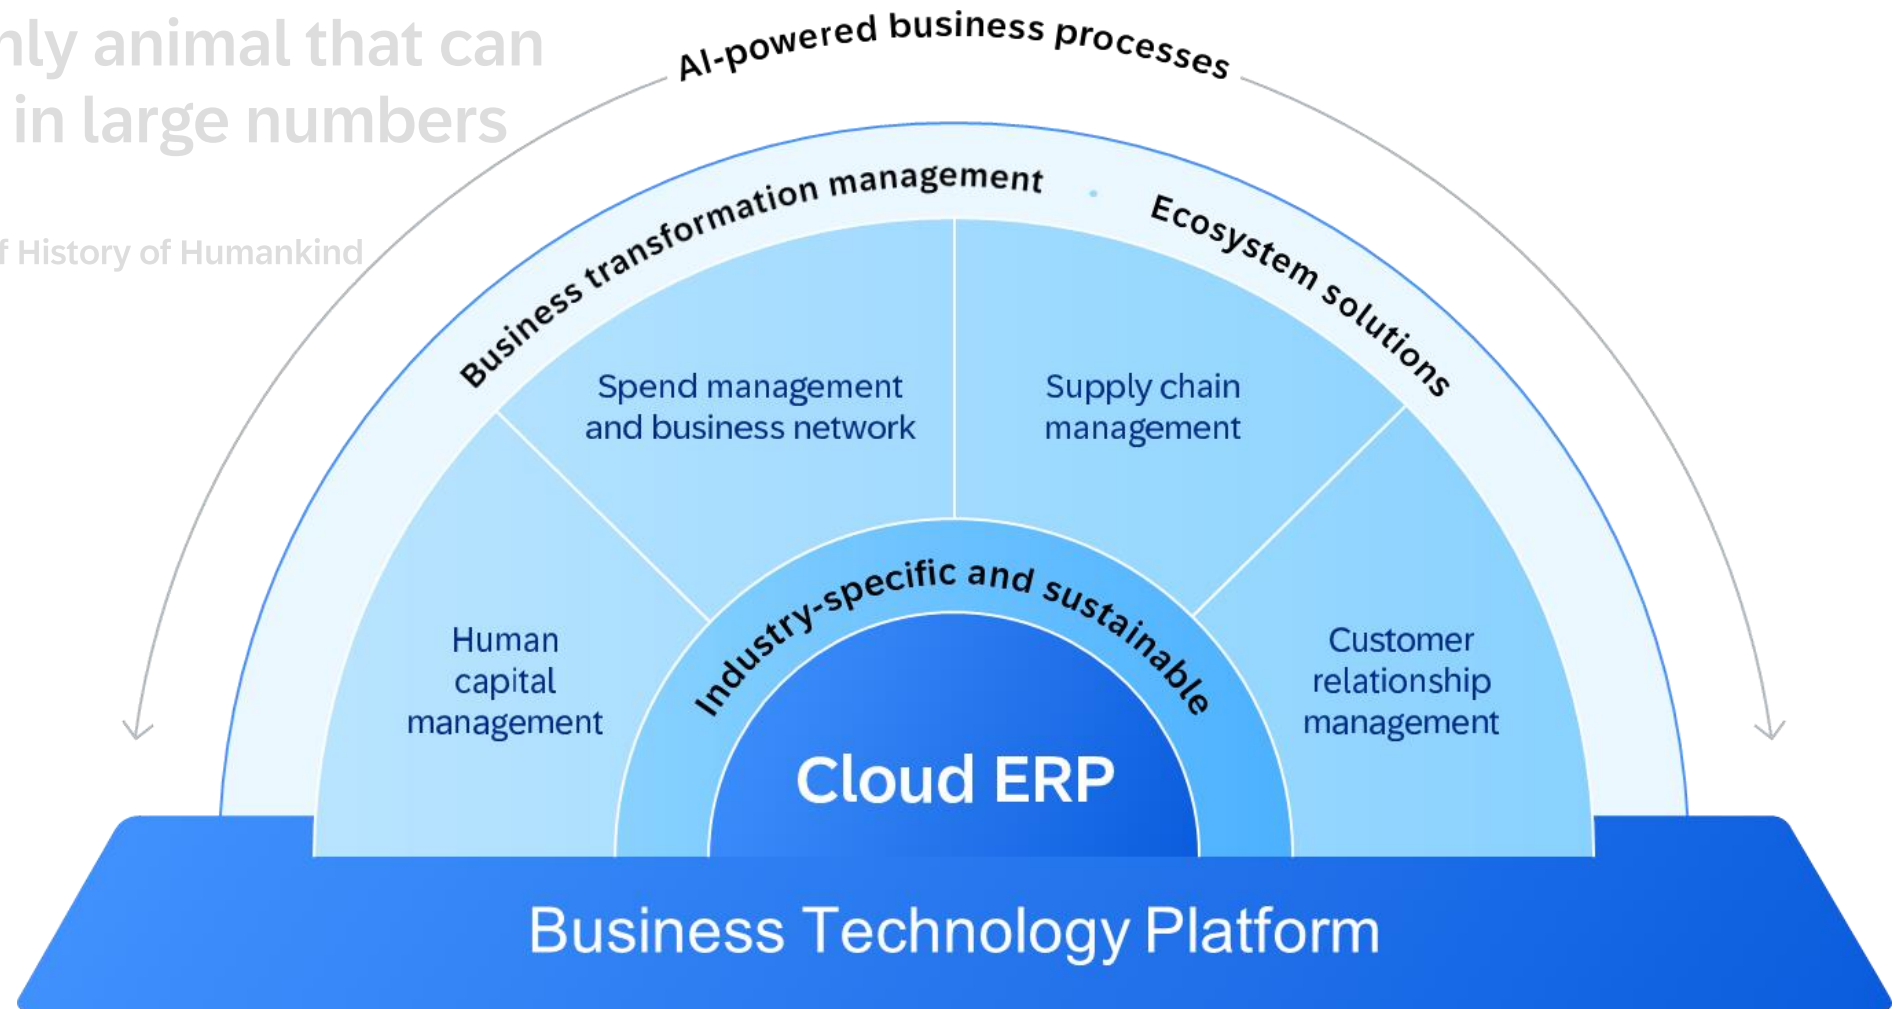 nly animal that can
in large numbers
f History of Humankind
AI-powered business processes
Business transformation management · Ecosystem solutions
Spend management
and business network
Supply chain
management
Human
capital
management
Customer
relationship
management
Industry-specific and sustainable
Cloud ERP
Business Technology Platform